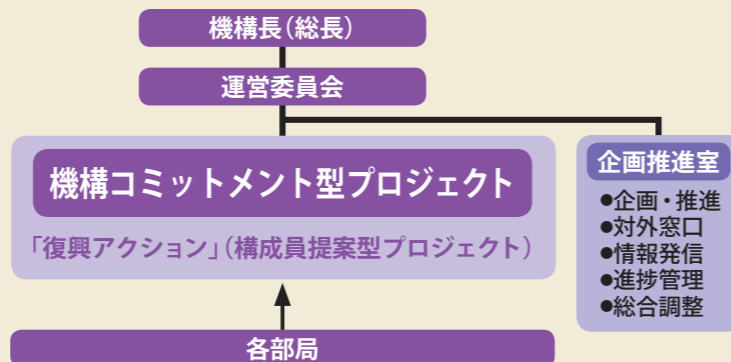 機構長(総長)
運営委員会
機構コミットメント型プロジェクト
「復興アクション」(構成員提案型プロジェクト)
企画推進室
●企画・推進
●対外窓口
●情報発信
●進捗管理
●総合調整
各部局